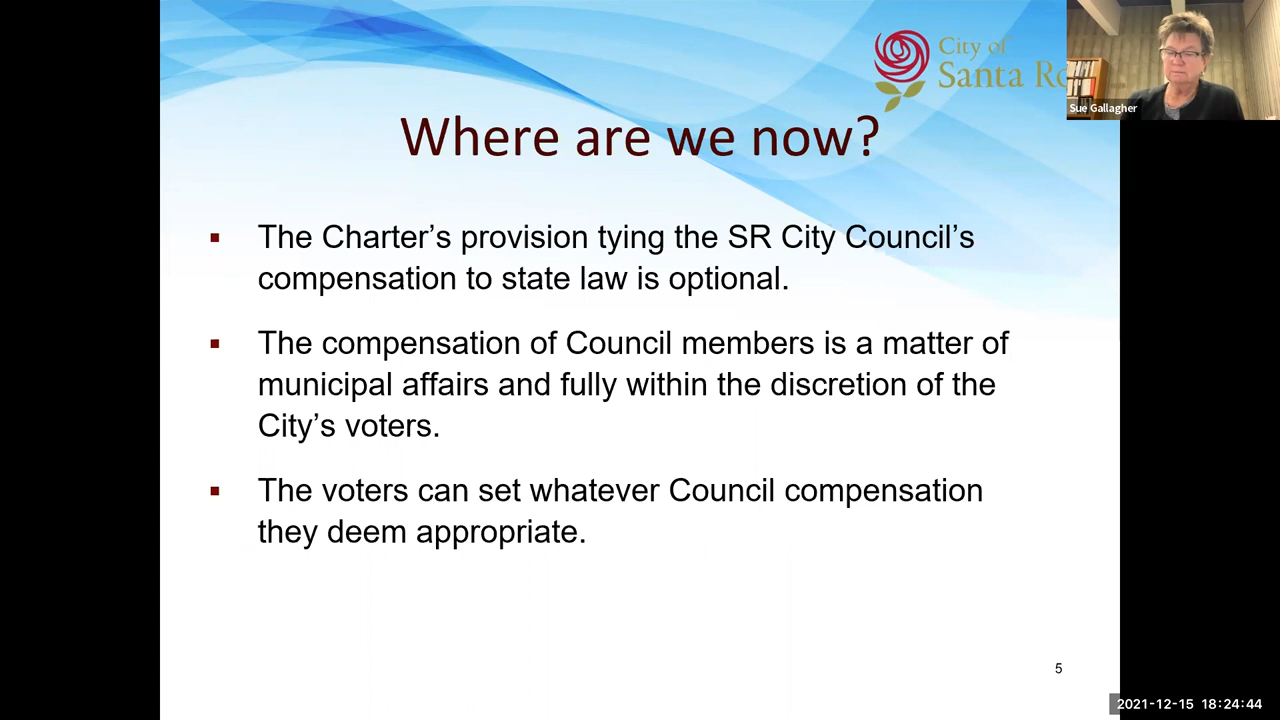 City of
Santa Ro
Sue Gallagher
Where are we now?
▪ The Charter’s provision tying the SR City Council’s
compensation to state law is optional.
▪ The compensation of Council members is a matter of
municipal affairs and fully within the discretion of the
City’s voters.
▪ The voters can set whatever Council compensation
they deem appropriate.
5
2021-12-15 18:24:44